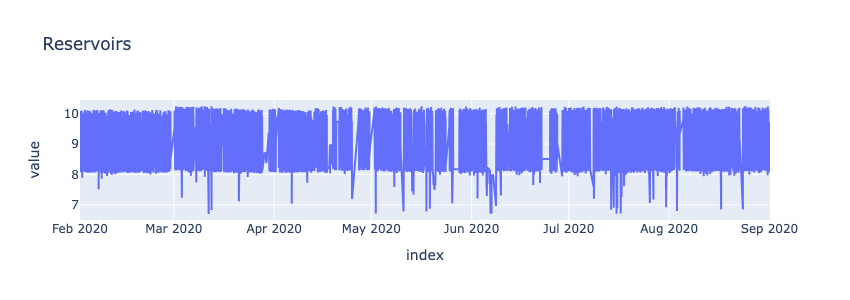 Reservoirs
value
10
9
8
7
Feb 2020
Mar 2020
Apr 2020
May 2020
Jun 2020
Jul 2020
Aug 2020
Sep 2020
index